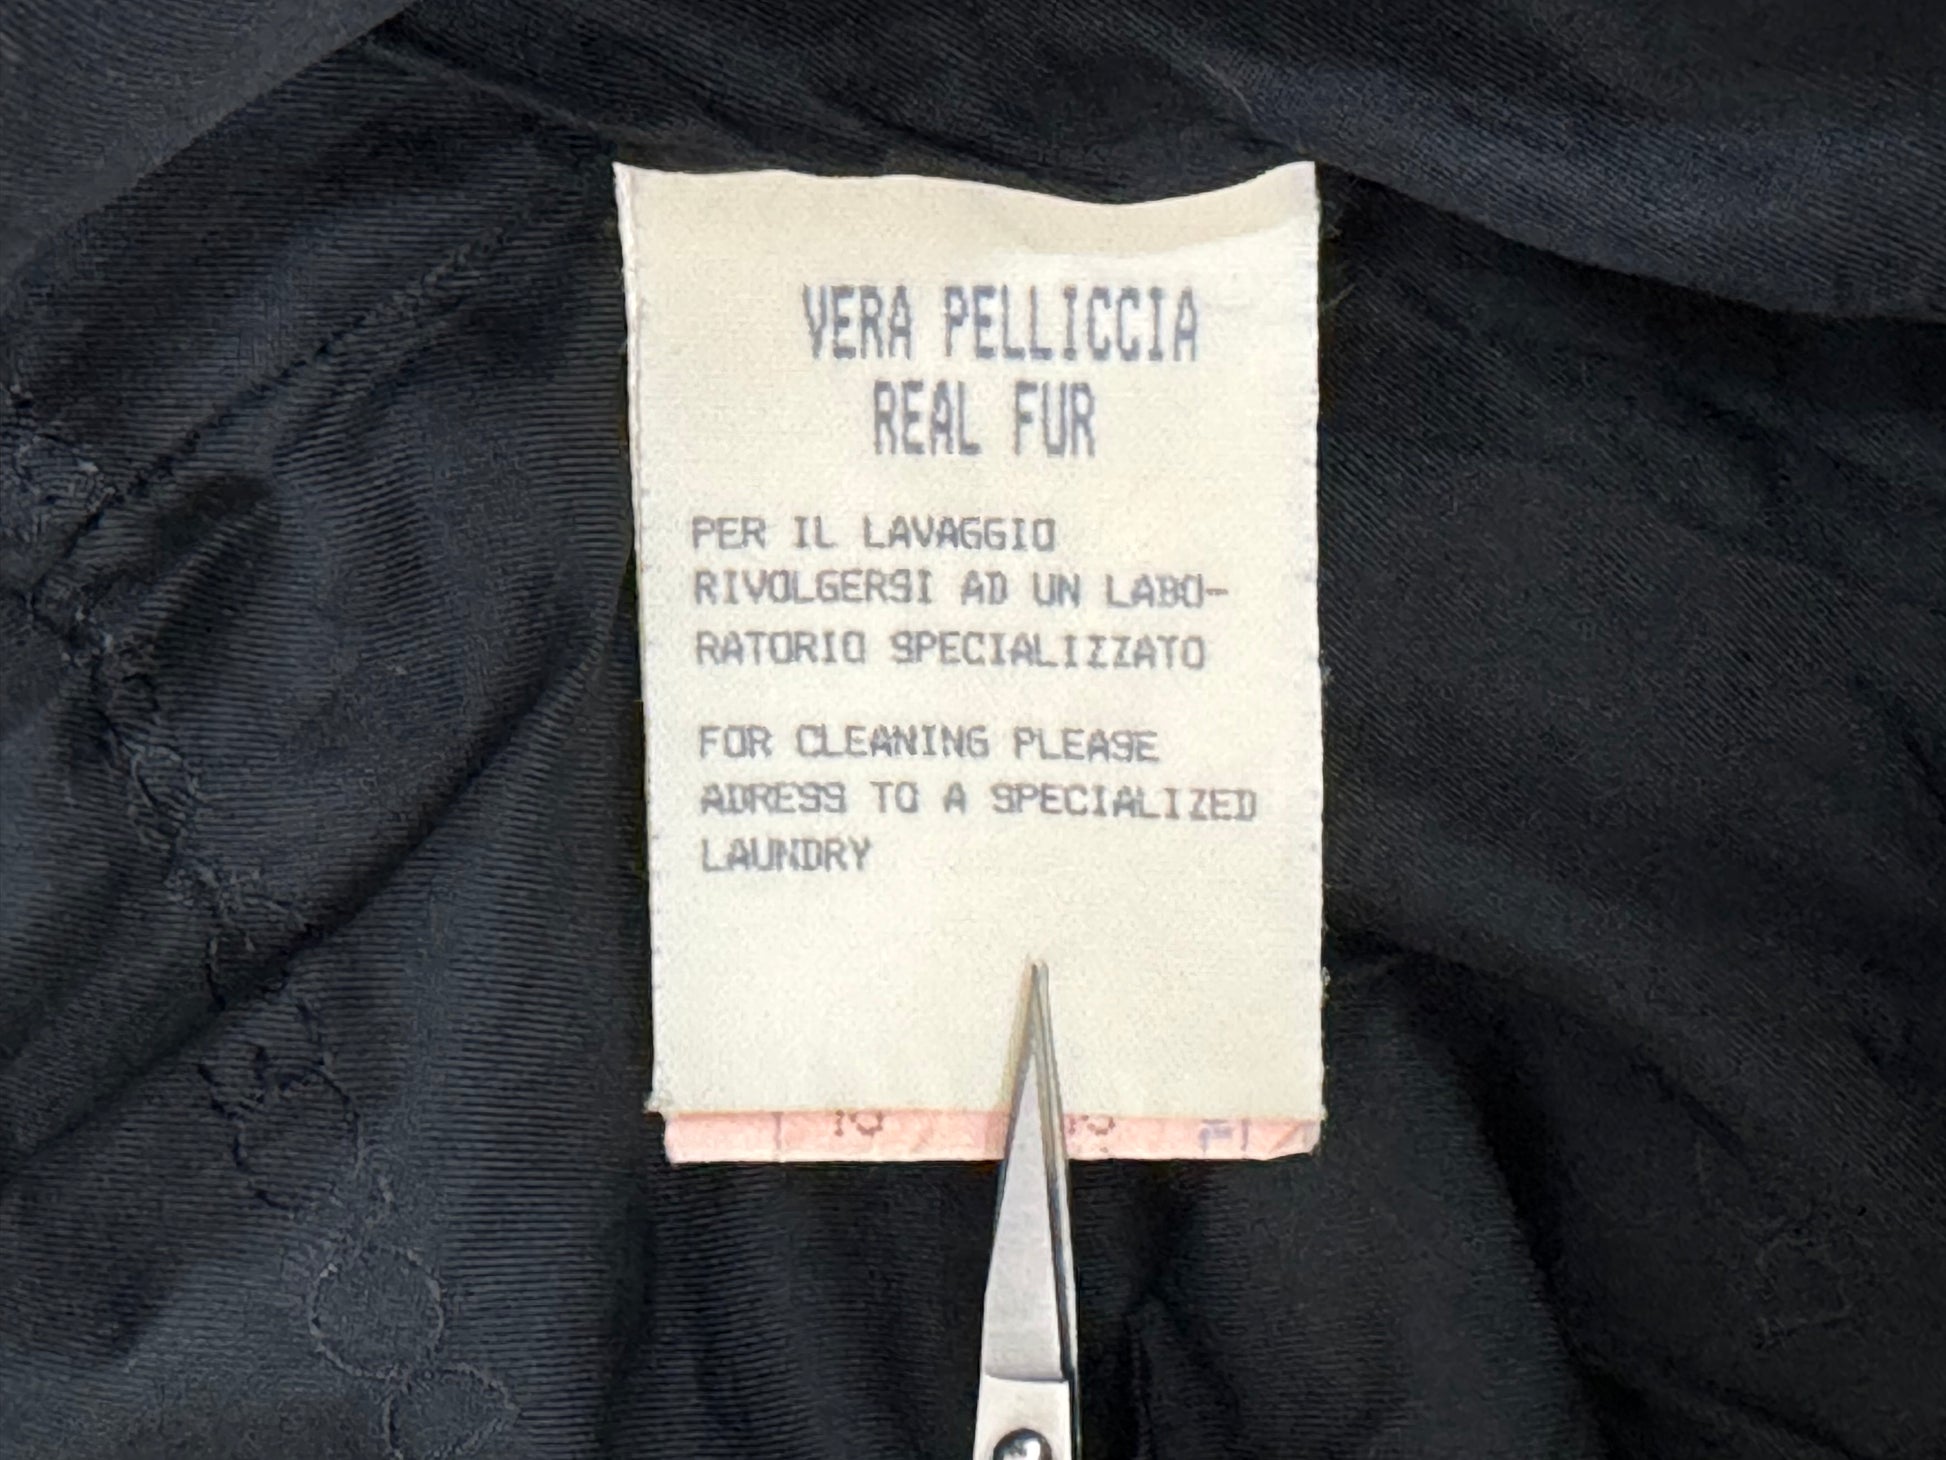 VERA PELLICCIA
REAL FUR
PER IL LAVAGGIO
RIVOLGERSI AD UN LABO-
RATORIO SPECIALIZZATO
FOR CLEANING PLEASE
ADRESS TO A SPECIALIZED
LAUNDRY